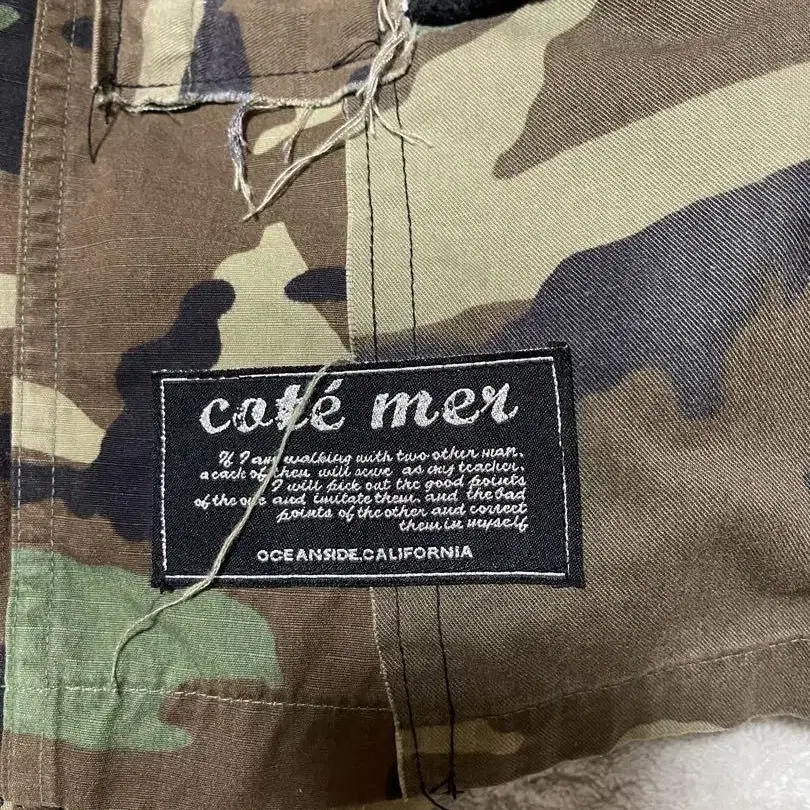 coté mer
If I am walking with two other man.
a each of them will serve as my teacher.
I will pick out the good points
of the one and imitate them, and the bad
points of the other and correct
them in myself
OCEANSIDE.CALIFORNIA